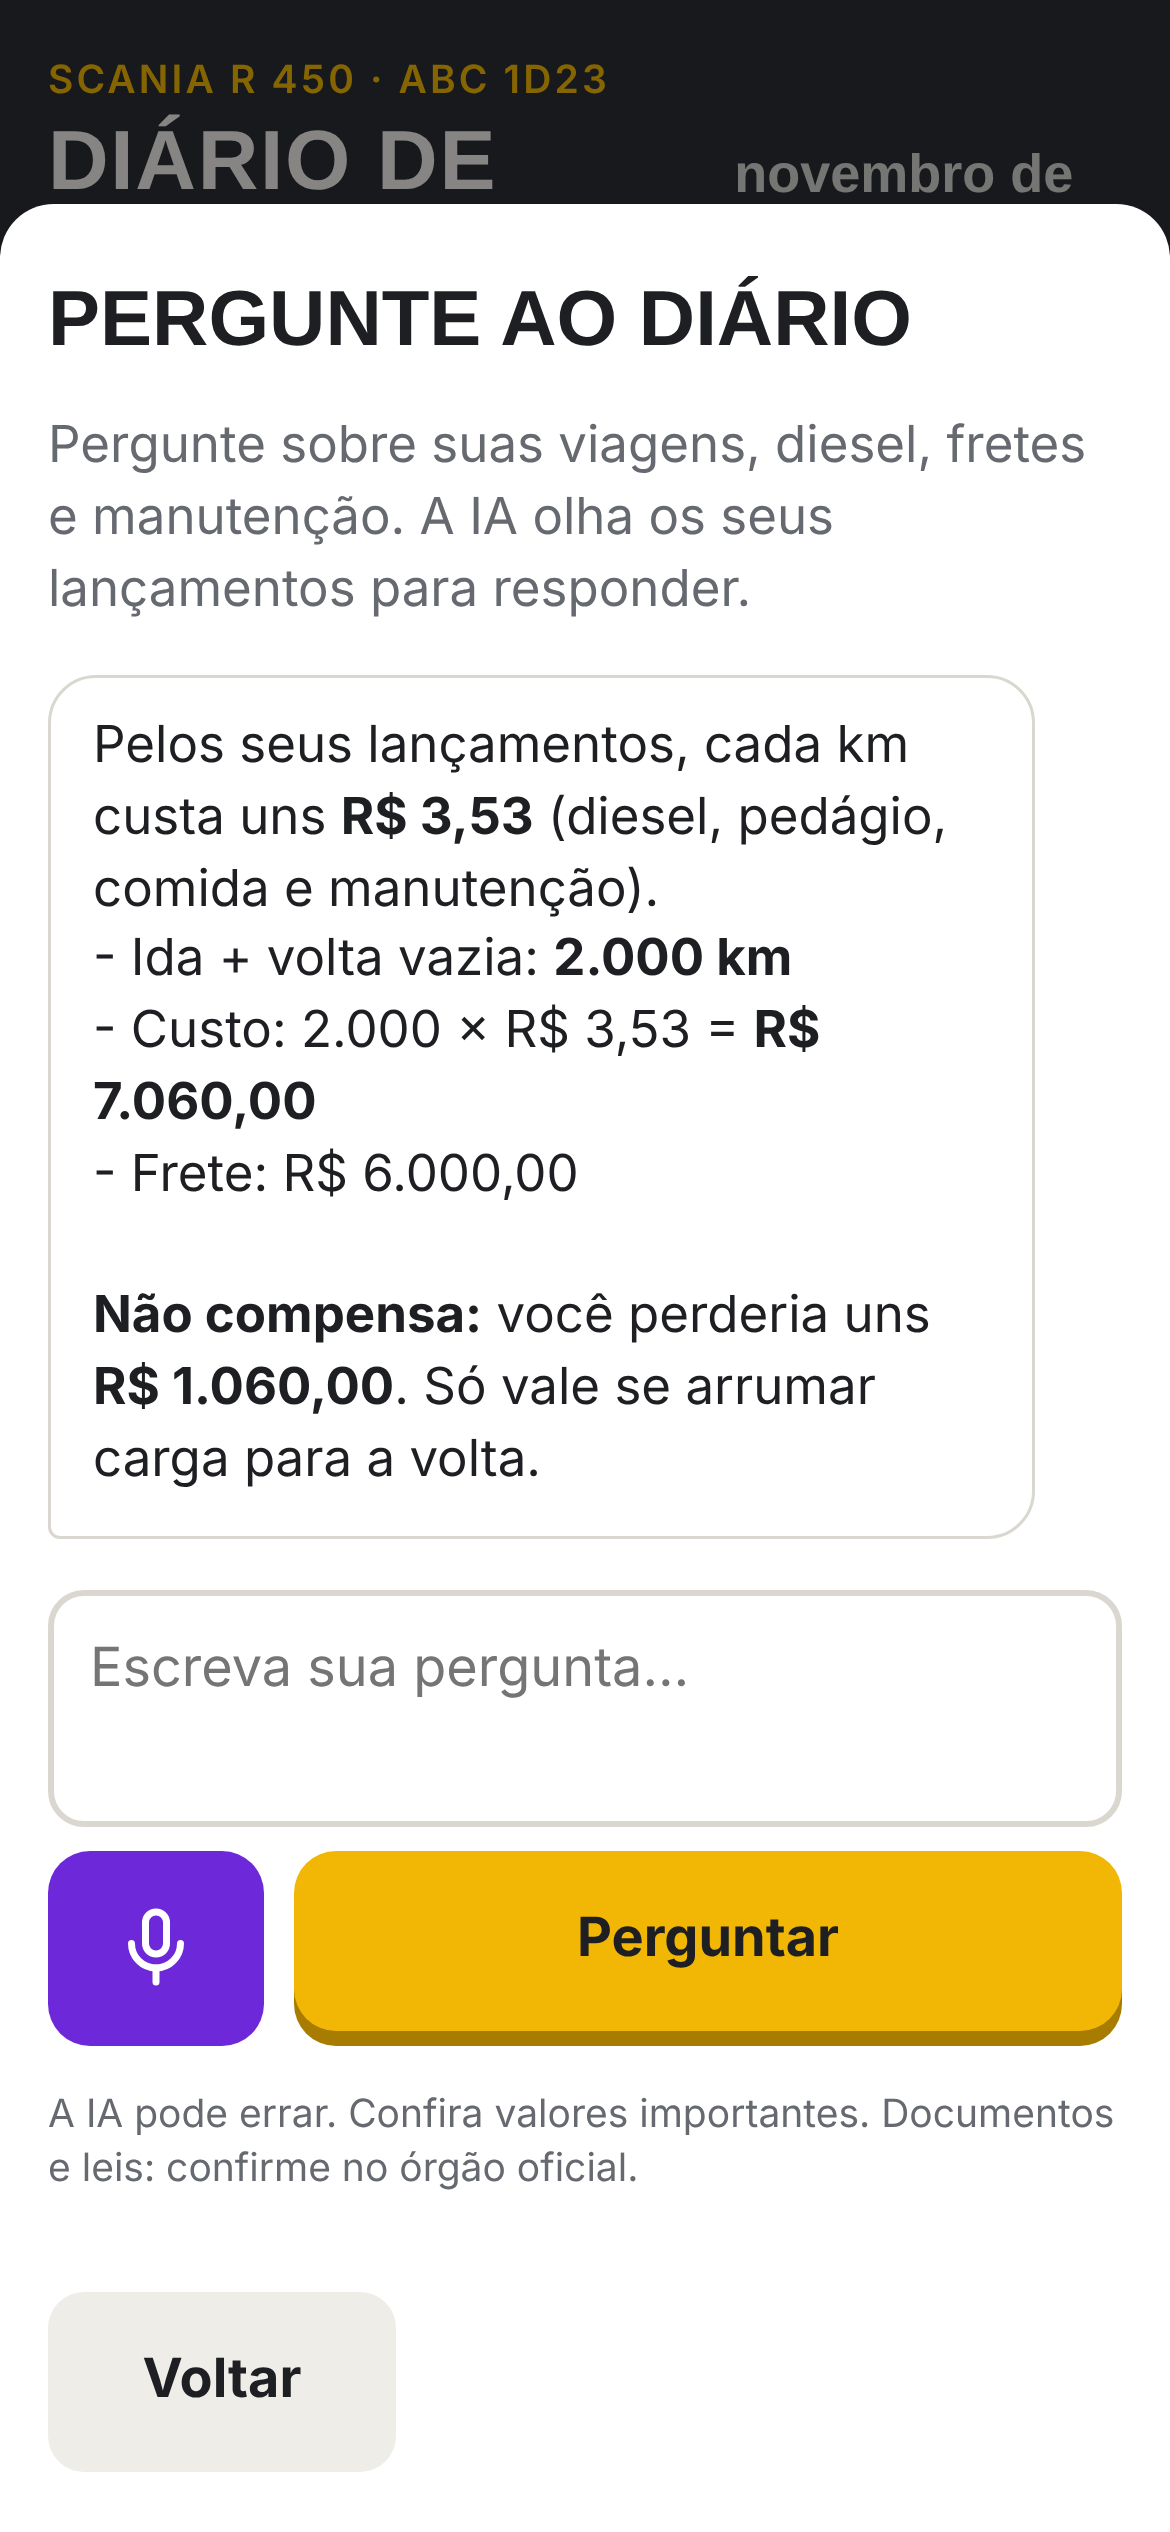 SCANIA R 450 · ABC 1D23
DIÁRIO DE
novembro de
PERGUNTE AO DIÁRIO
Pergunte sobre suas viagens, diesel, fretes
e manutenção. A IA olha os seus
lançamentos para responder.
Pelos seus lançamentos, cada km
custa uns R$ 3,53 (diesel, pedágio,
comida e manutenção).
- Ida + volta vazia: 2.000 km
- Custo: 2.000 × R$ 3,53 = R$
7.060,00
- Frete: R$ 6.000,00
Não compensa: você perderia uns
R$ 1.060,00. Só vale se arrumar
carga para a volta.
Escreva sua pergunta...
Perguntar
A IA pode errar. Confira valores importantes. Documentos
e leis: confirme no órgão oficial.
Voltar